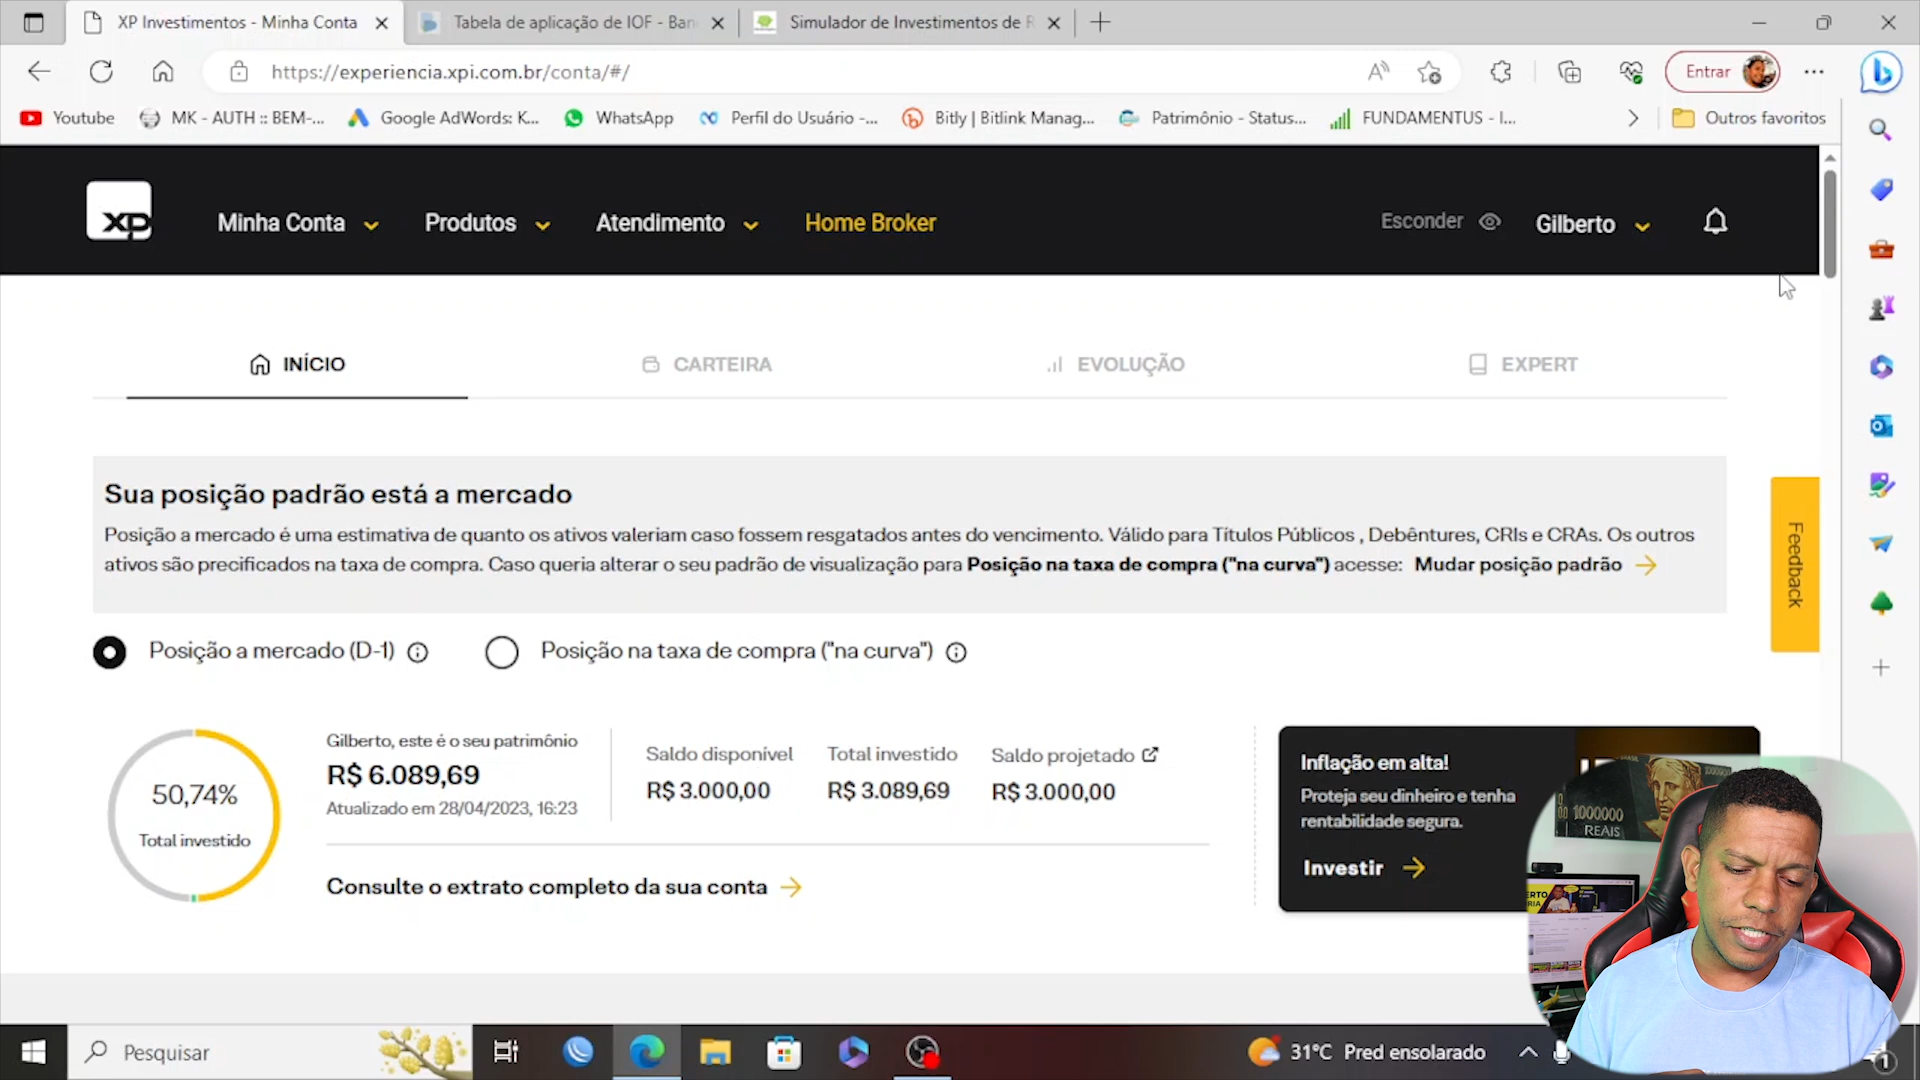 XP Investimentos - Minha Conta
Tabela de aplicação de IOF - Ban
Simulador de Investimentos de R
https://experiencia.xpi.com.br/conta/#/
Entrar
Youtube
MK - AUTH :: BEM-...
Google AdWords: K...
WhatsApp
Perfil do Usuário -...
Bitly | Bitlink Manag...
Patrimônio - Status...
FUNDAMENTUS - I...
Outros favoritos
XP
Minha Conta
Produtos
Atendimento
Home Broker
Esconder
Gilberto
INÍCIO
CARTEIRA
EVOLUÇÃO
EXPERT
Sua posição padrão está a mercado
Posição a mercado é uma estimativa de quanto os ativos valeriam caso fossem resgatados antes do vencimento. Válido para Títulos Públicos , Debêntures, CRIs e CRAs. Os outros
ativos são precificados na taxa de compra. Caso queria alterar o seu padrão de visualização para Posição na taxa de compra ("na curva") acesse: Mudar posição padrão
Feedback
Posição a mercado (D-1)
Posição na taxa de compra ("na curva")
50,74%
Total investido
Gilberto, este é o seu patrimônio
R$ 6.089,69
Atualizado em 28/04/2023, 16:23
Saldo disponível
R$ 3.000,00
Total investido
R$ 3.089,69
Saldo projetado
R$ 3.000,00
Consulte o extrato completo da sua conta
Inflação em alta!
Proteja seu dinheiro e tenha
rentabilidade segura.
Investir
1000000
REAIS
Pesquisar
31°C Pred ensolarado
1